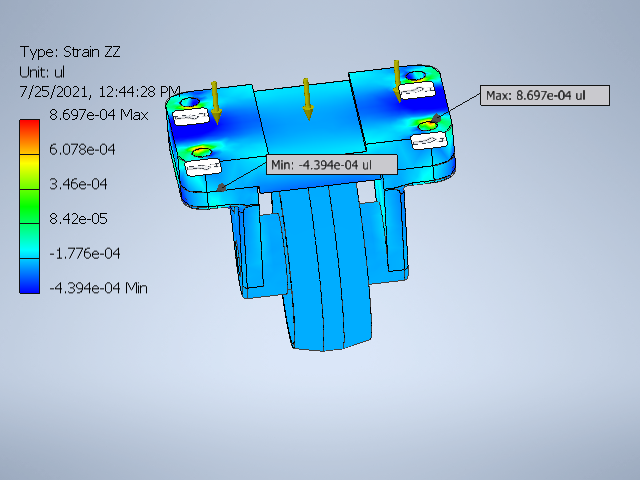 Type: Strain ZZ
Unit: ul
7/25/2021, 12:44:28 PM
8.697e-04 Max
6.078e-04
3.46e-04
8.42e-05
-1.776e-04
-4.394e-04 Min
Max: 8.697e-04 ul
Min: -4.394e-04 ul